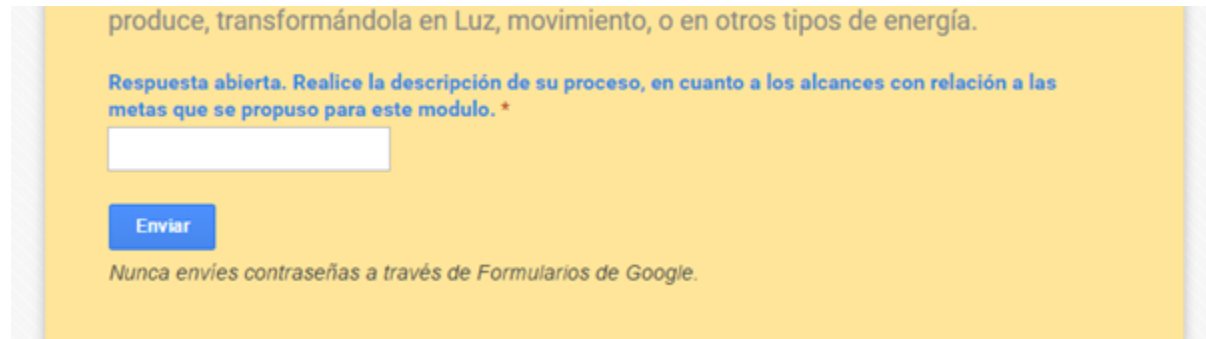 produce, transformándola en Luz, movimiento, o en otros tipos de energía.
Respuesta abierta. Realice la descripción de su proceso, en cuanto a los alcances con relación a las
metas que se propuso para este modulo. *
Enviar
Nunca envíes contraseñas a través de Formularios de Google.